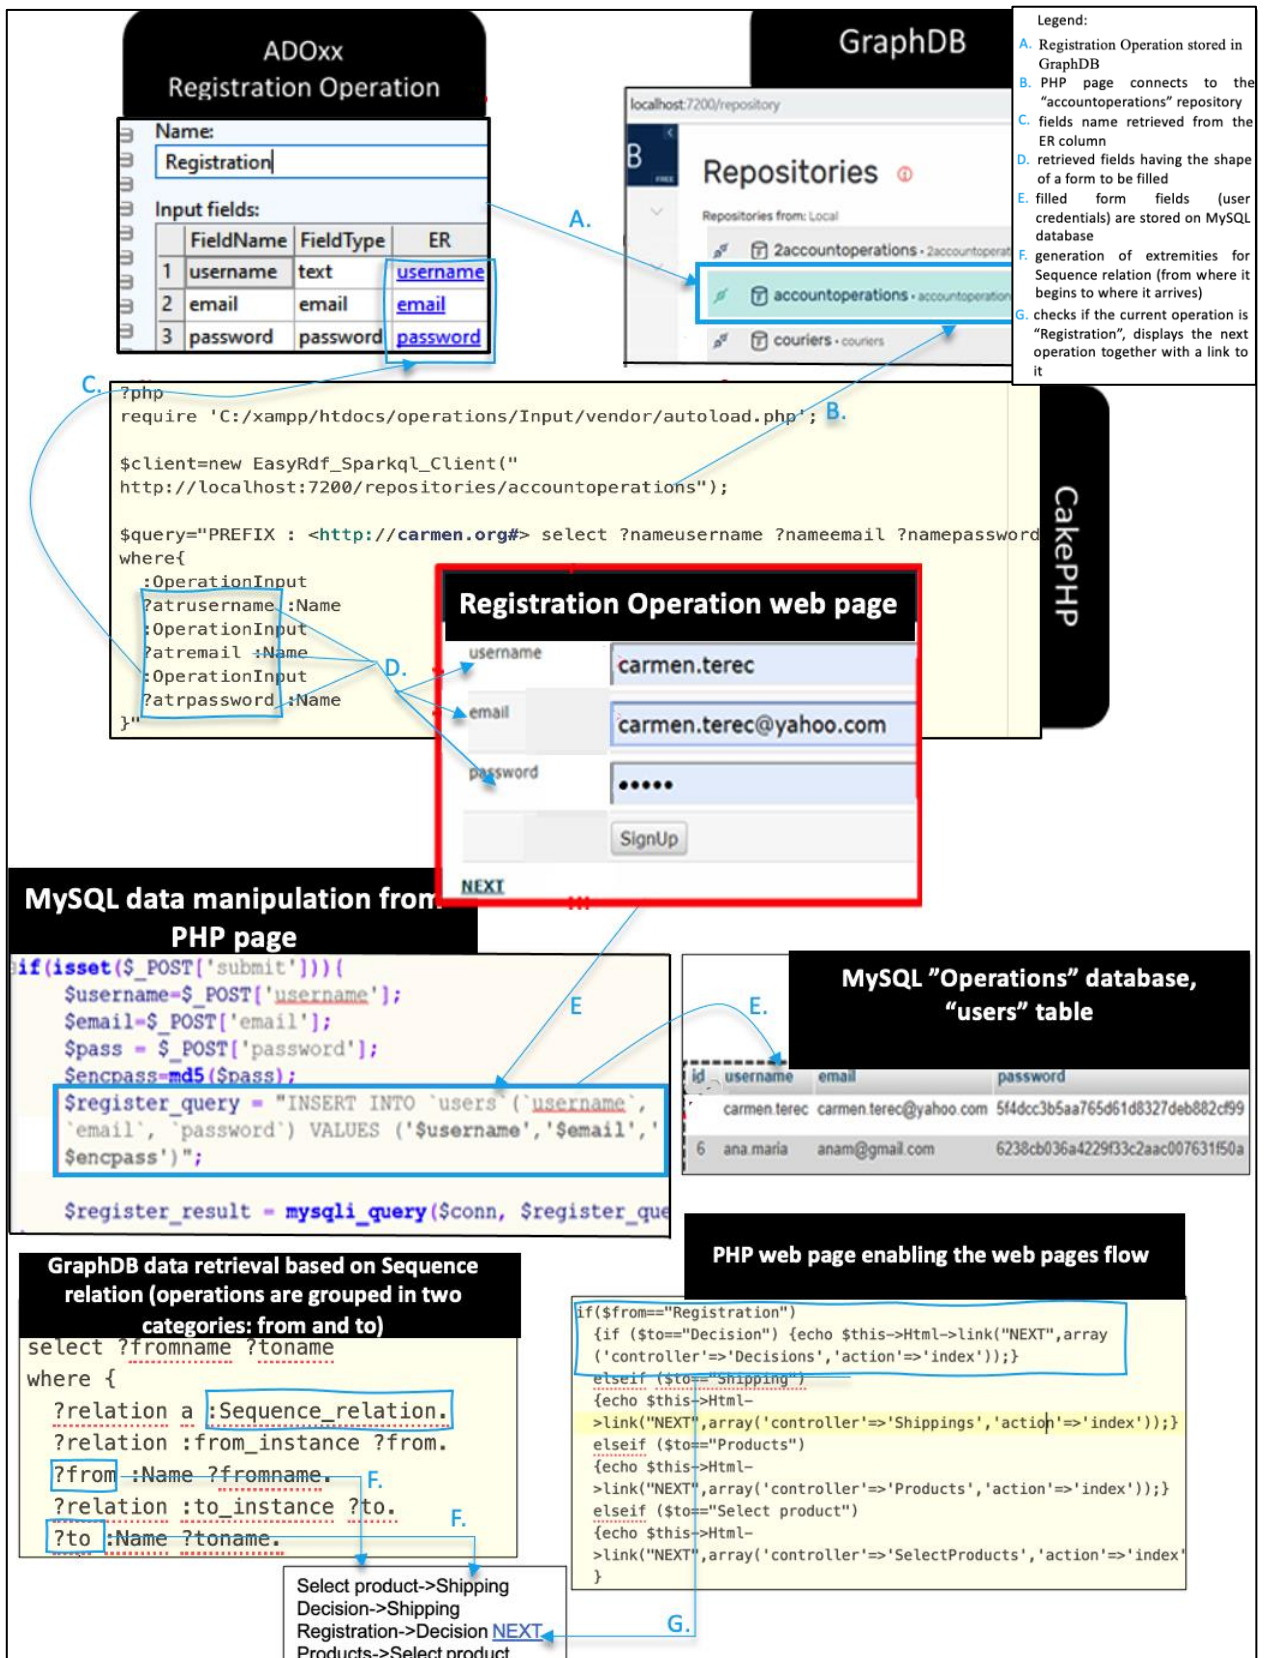 ADOxx
Registration Operation
Name:
Registration
Input fields:
FieldName FieldType ER
1 username text username
2 email email email
3 password password password
A.
GraphDB
localhost:7200/repository
B
FREE
Repositories
Repositories from: Local
2accountoperations • 2accountoperat
accountoperations • accountoperation
couriers • couriers
Legend:
A. Registration Operation stored in
GraphDB
B. PHP page connects to the
“accountoperations” repository
C. fields name retrieved from the
ER column
D. retrieved fields having the shape
of a form to be filled
E. filled form fields (user
credentials) are stored on MySQL
database
F. generation of extremities for
Sequence relation (from where it
begins to where it arrives)
G. checks if the current operation is
“Registration”, displays the next
operation together with a link to
it
C.
?php
require 'C:/xampp/htdocs/operations/Input/vendor/autoload.php'; B.
$client=new EasyRdf_Sparkql_Client("
http://localhost:7200/repositories/accountoperations");
$query="PREFIX : <http://carmen.org#> select ?nameusername ?nameemail ?namepassword
where{
:OperationInput
?atrusername :Name
:OperationInput
?atremail :Name
:OperationInput
?atrpassword :Name
}"
D.
CakePHP
Registration Operation web page
username carmen.terec
email carmen.terec@yahoo.com
password •••••
SignUp
NEXT
MySQL data manipulation from
PHP page
if(isset($_POST['submit'])){
$username=$_POST['username'];
$email=$_POST['email'];
$pass = $_POST['password'];
$encpass=md5($pass);
$register_query = "INSERT INTO `users`(`username`,
`email`, `password`) VALUES ('$username','$email','
$encpass')";
$register_result = mysqli_query($conn, $register_que
E
E.
MySQL ”Operations” database,
“users” table
id username email password
carmen.terec carmen.terec@yahoo.com 5f4dcc3b5aa765d61d8327deb882cf99
6 ana.maria anam@gmail.com 6238cb036a4229f33c2aac007631f50a
GraphDB data retrieval based on Sequence
relation (operations are grouped in two
categories: from and to)
select ?fromname ?toname
where {
?relation a :Sequence_relation.
?relation :from_instance ?from.
?from :Name ?fromname.
?relation :to_instance ?to.
?to :Name ?toname.
F.
F.
Select product->Shipping
Decision->Shipping
Registration->Decision NEXT
Products->Select product
G.
PHP web page enabling the web pages flow
if($from=="Registration")
{if ($to=="Decision") {echo $this->Html->link("NEXT",array
('controller'=>'Decisions','action'=>'index'));}
elseif ($to=="Shipping")
{echo $this->Html-
>link("NEXT",array('controller'=>'Shippings','action'=>'index'));}
elseif ($to=="Products")
{echo $this->Html-
>link("NEXT",array('controller'=>'Products','action'=>'index'));}
elseif ($to=="Select product")
{echo $this->Html-
>link("NEXT",array('controller'=>'SelectProducts','action'=>'index'
}